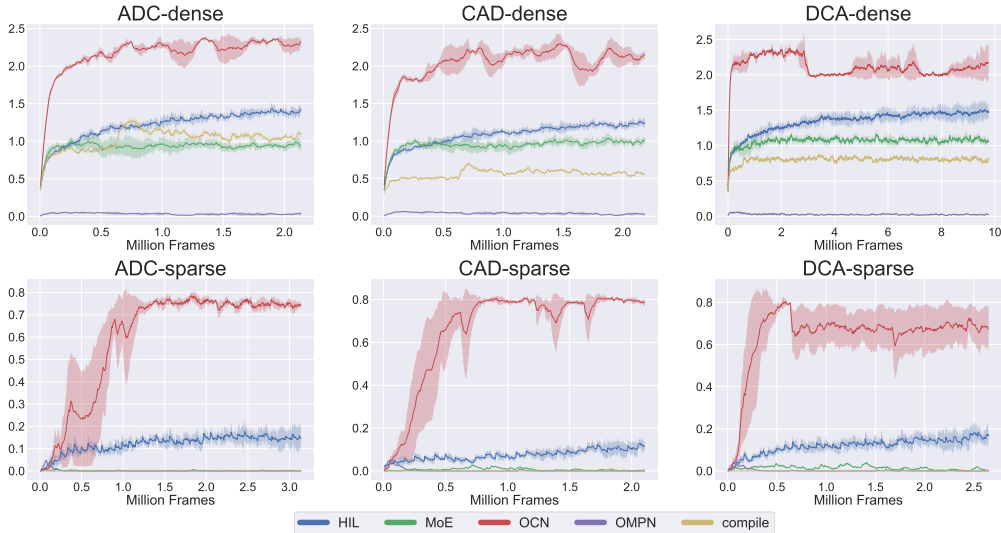 ADC-dense CAD-dense DCA-dense
2.5 2.0 1.5 1.0 0.5 0.0
0.0 0.5 1.0 1.5 2.0
Million Frames
2.5 2.0 1.5 1.0 0.5 0.0
0.0 0.5 1.0 1.5 2.0
Million Frames
2.5 2.0 1.5 1.0 0.5 0.0
0 2 4 6 8 10
Million Frames
ADC-sparse CAD-sparse DCA-sparse
0.8 0.7 0.6 0.5 0.4 0.3 0.2 0.1 0.0
0.0 0.5 1.0 1.5 2.0 2.5 3.0
Million Frames
0.8 0.6 0.4 0.2 0.0
0.0 0.5 1.0 1.5 2.0
Million Frames
0.8 0.6 0.4 0.2 0.0
0.0 0.5 1.0 1.5 2.0 2.5
Million Frames
HIL MoE OCN OMPN compile